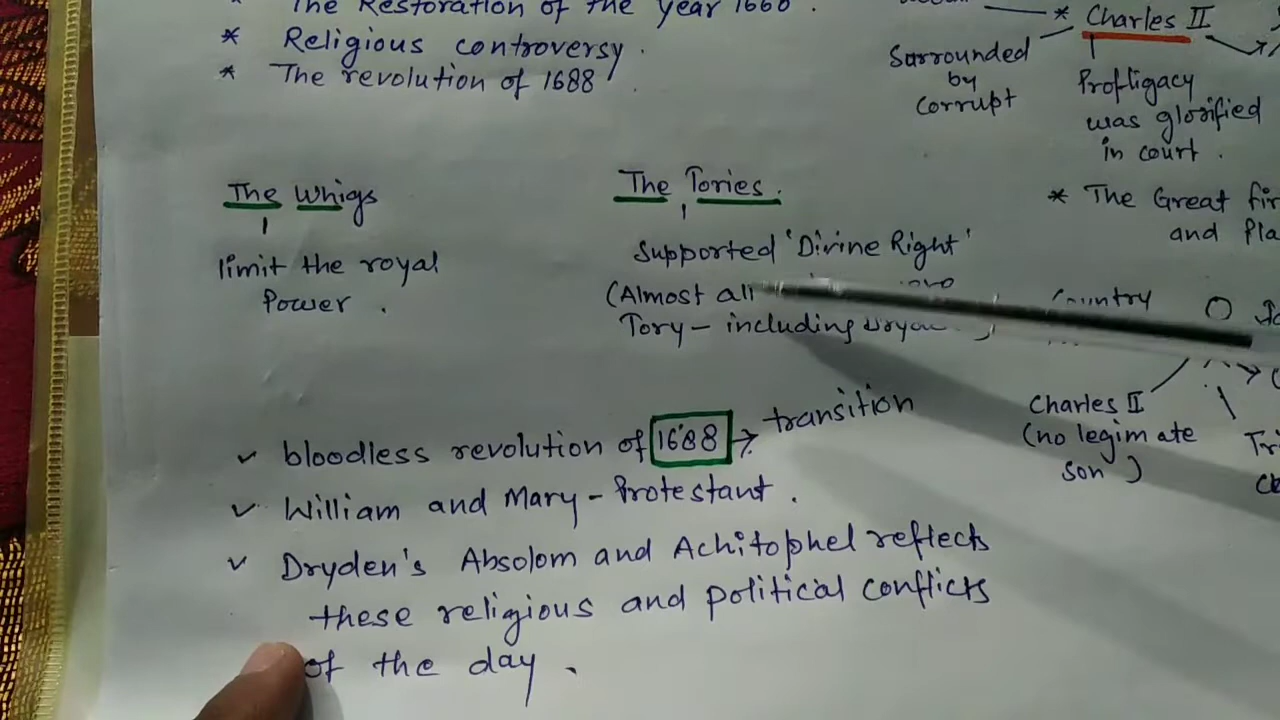 * The Restoration of the year 1660 .
* Religious controversy .
* The revolution of 1688
The Whigs
limit the royal
Power .
The Tories .
Supported 'Divine Right'
(Almost all
Tory - including
✓ bloodless revolution of 1688 → transition
✓ William and Mary - Protestant .
✓ Dryden's Absolom and Achitophel reflects
these religious and political conflicts
of the day .
* Charles II
Surrounded
by
Corrupt
Profligacy
was glorified
in court .
* The Great
and
Country
Charles II
(no legimate
son )